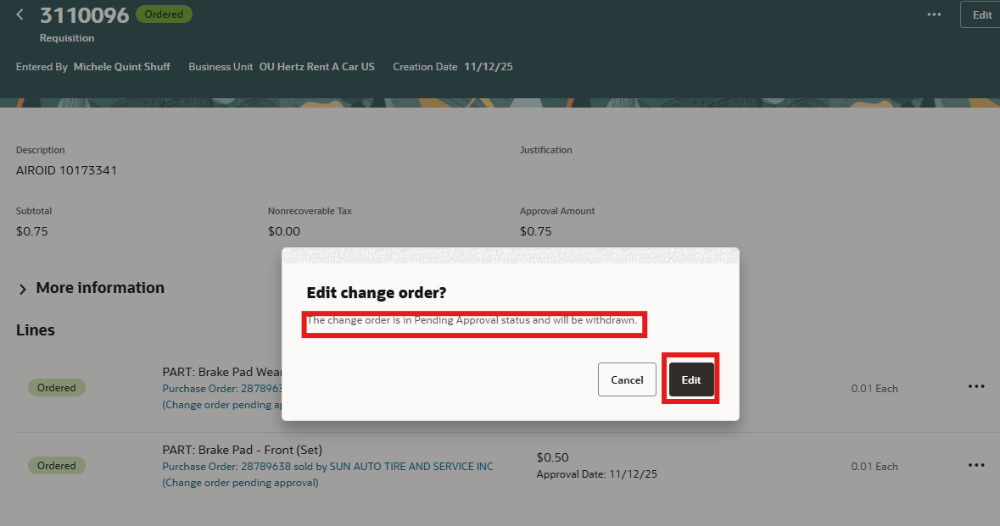 3110096 Ordered
Edit
Requisition
Entered By Michele Quint Shuff Business Unit OU Hertz Rent A Car US Creation Date 11/12/25
Description
Justification
AIROID 10173341
Subtotal
Nonrecoverable Tax
Approval Amount
$0.75
$0.00
$0.75
More information
Edit change order?
The change order is in Pending Approval status and will be withdrawn.
Cancel
Edit
Lines
Ordered
PART: Brake Pad Wea
Purchase Order: 2878963
(Change order pending a
0.01 Each
Ordered
PART: Brake Pad - Front (Set)
Purchase Order: 28789638 sold by SUN AUTO TIRE AND SERVICE INC
(Change order pending approval)
$0.50
Approval Date: 11/12/25
0.01 Each